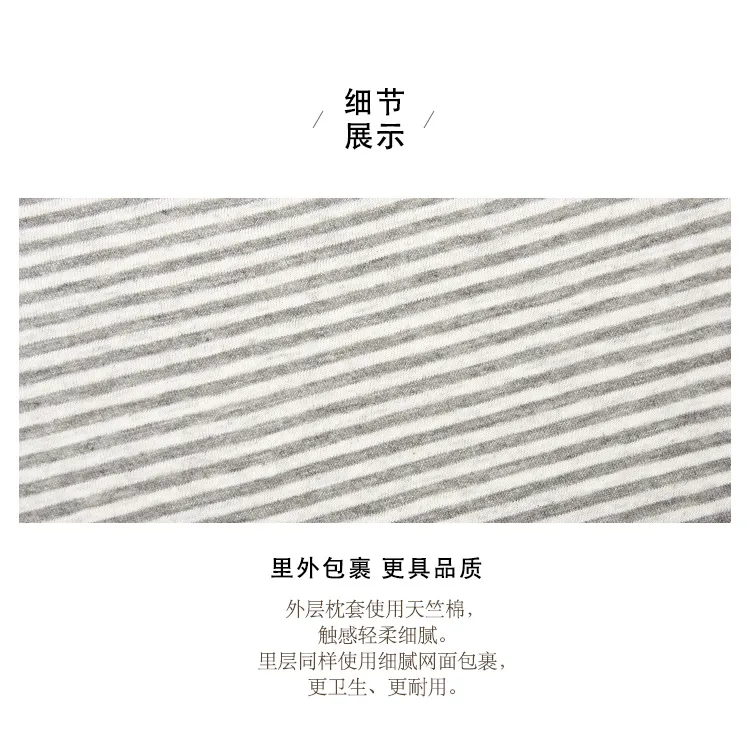 细节
展示
里外包裹 更具品质
外层枕套使用天竺棉，
触感轻柔细腻。
里层同样使用细腻网面包裹，
更卫生、更耐用。